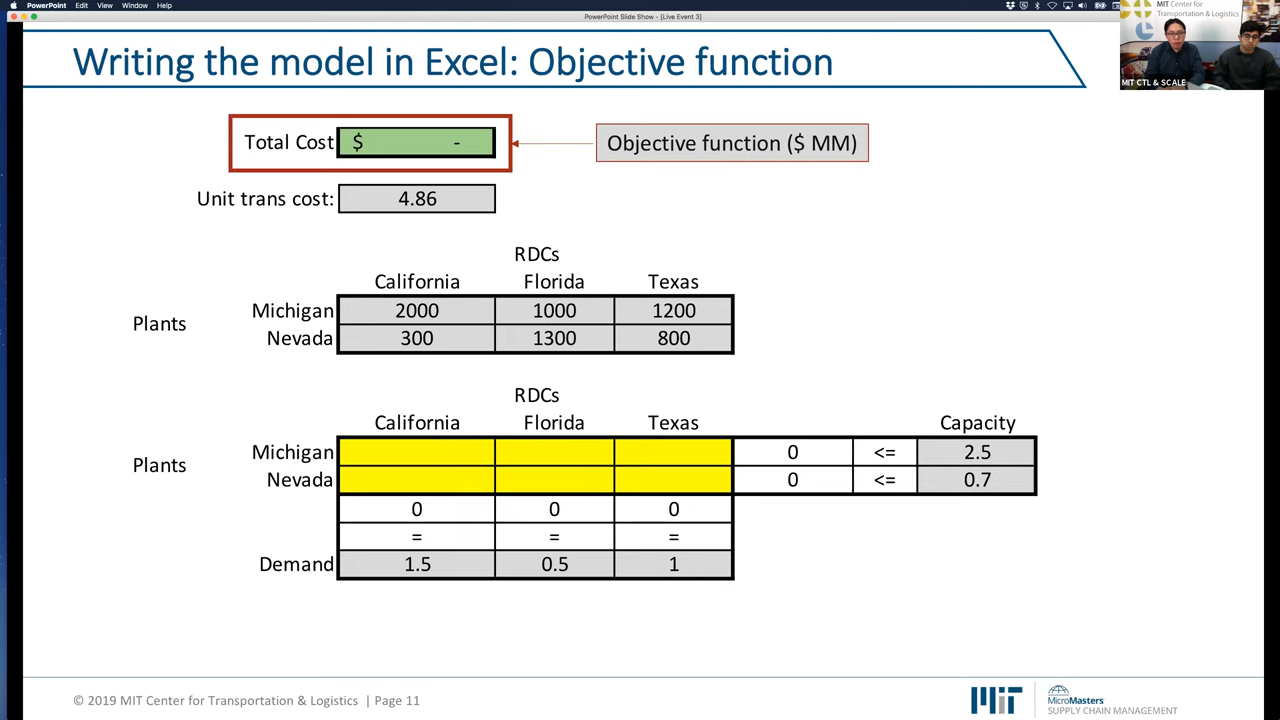 PowerPoint Edit View Window Help
PowerPoint Slide Show - [Live Event 3]
MIT Center for
Transportation & Logistics
MIT CTL & SCALE
Writing the model in Excel: Objective function
Total Cost $ -
Objective function ($ MM)
Unit trans cost: 4.86
RDCs
California Florida Texas
Plants
Michigan 2000 1000 1200
Nevada 300 1300 800
RDCs
California Florida Texas Capacity
Plants
Michigan 0 <= 2.5
Nevada 0 <= 0.7
0 0 0
= = =
Demand 1.5 0.5 1
© 2019 MIT Center for Transportation & Logistics | Page 11
MIT
MicroMasters
SUPPLY CHAIN MANAGEMENT